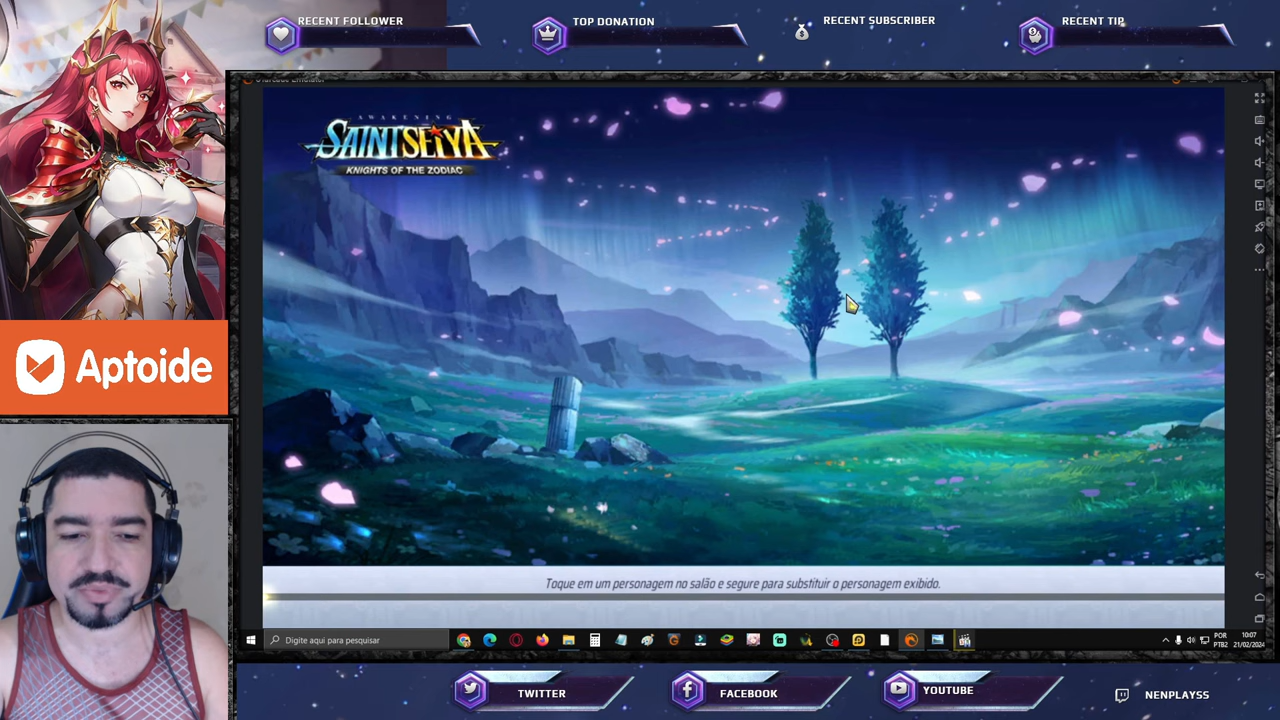 RECENT FOLLOWER
TOP DONATION
RECENT SUBSCRIBER
RECENT TIP
AWAKENING
SAINT SEIYA
KNIGHTS OF THE ZODIAC
Aptoide
Toque em um personagem no salão e segure para substituir o personagem exibido.
Digite aqui para pesquisar
POR
PTB2
10:07
21/02/2024
TWITTER
FACEBOOK
YOUTUBE
NENPLAYSS